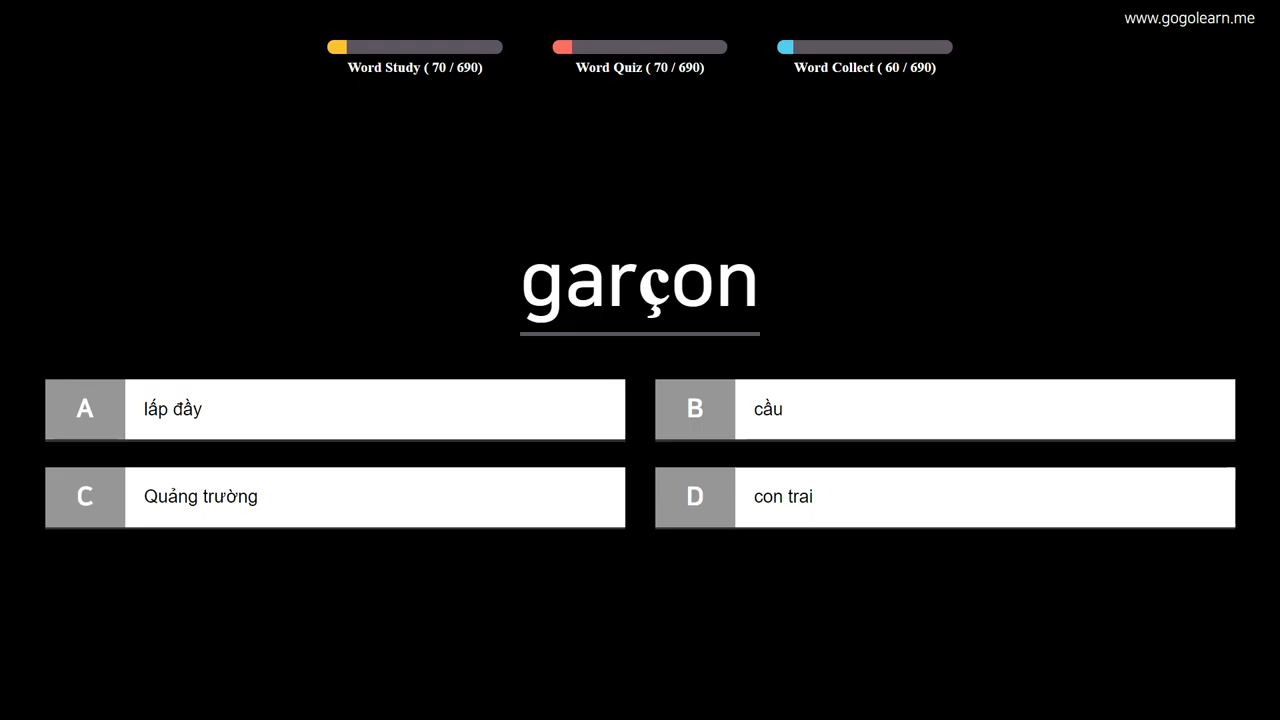 www.gogolearn.me
Word Study ( 70 / 690)
Word Quiz ( 70 / 690)
Word Collect ( 60 / 690)
garçon
A lấp đầy
B cầu
C Quảng trường
D con trai